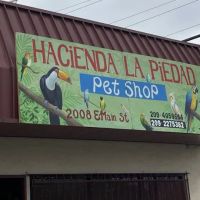 HACIENDA LA PIEDAD
Pet Shop
2008 E Main St